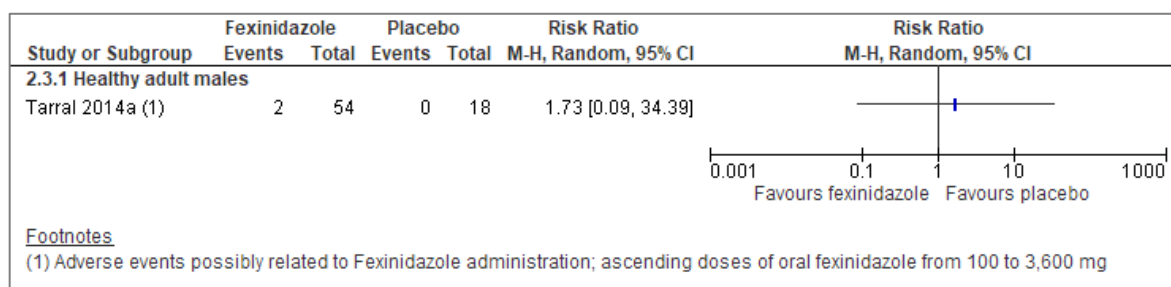 Fexinidazole Placebo Risk Ratio Risk Ratio
Study or Subgroup Events Total Events Total M-H, Random, 95% CI M-H, Random, 95% CI
2.3.1 Healthy adult males
Tarral 2014a (1) 2 54 0 18 1.73 [0.09, 34.39]
0.001 0.1 1 10 1000
Favours fexinidazole Favours placebo
Footnotes
(1) Adverse events possibly related to Fexinidazole administration; ascending doses of oral fexinidazole from 100 to 3,600 mg